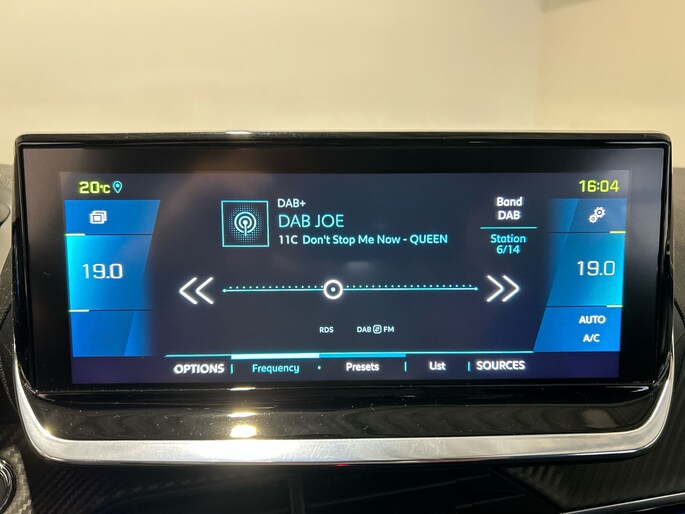 20°C
16:04
DAB+
DAB JOE
11C Don't Stop Me Now - QUEEN
Band
DAB
Station
6/14
19.0
19.0
RDS
DAB FM
AUTO
A/C
OPTIONS
Frequency
Presets
List
SOURCES